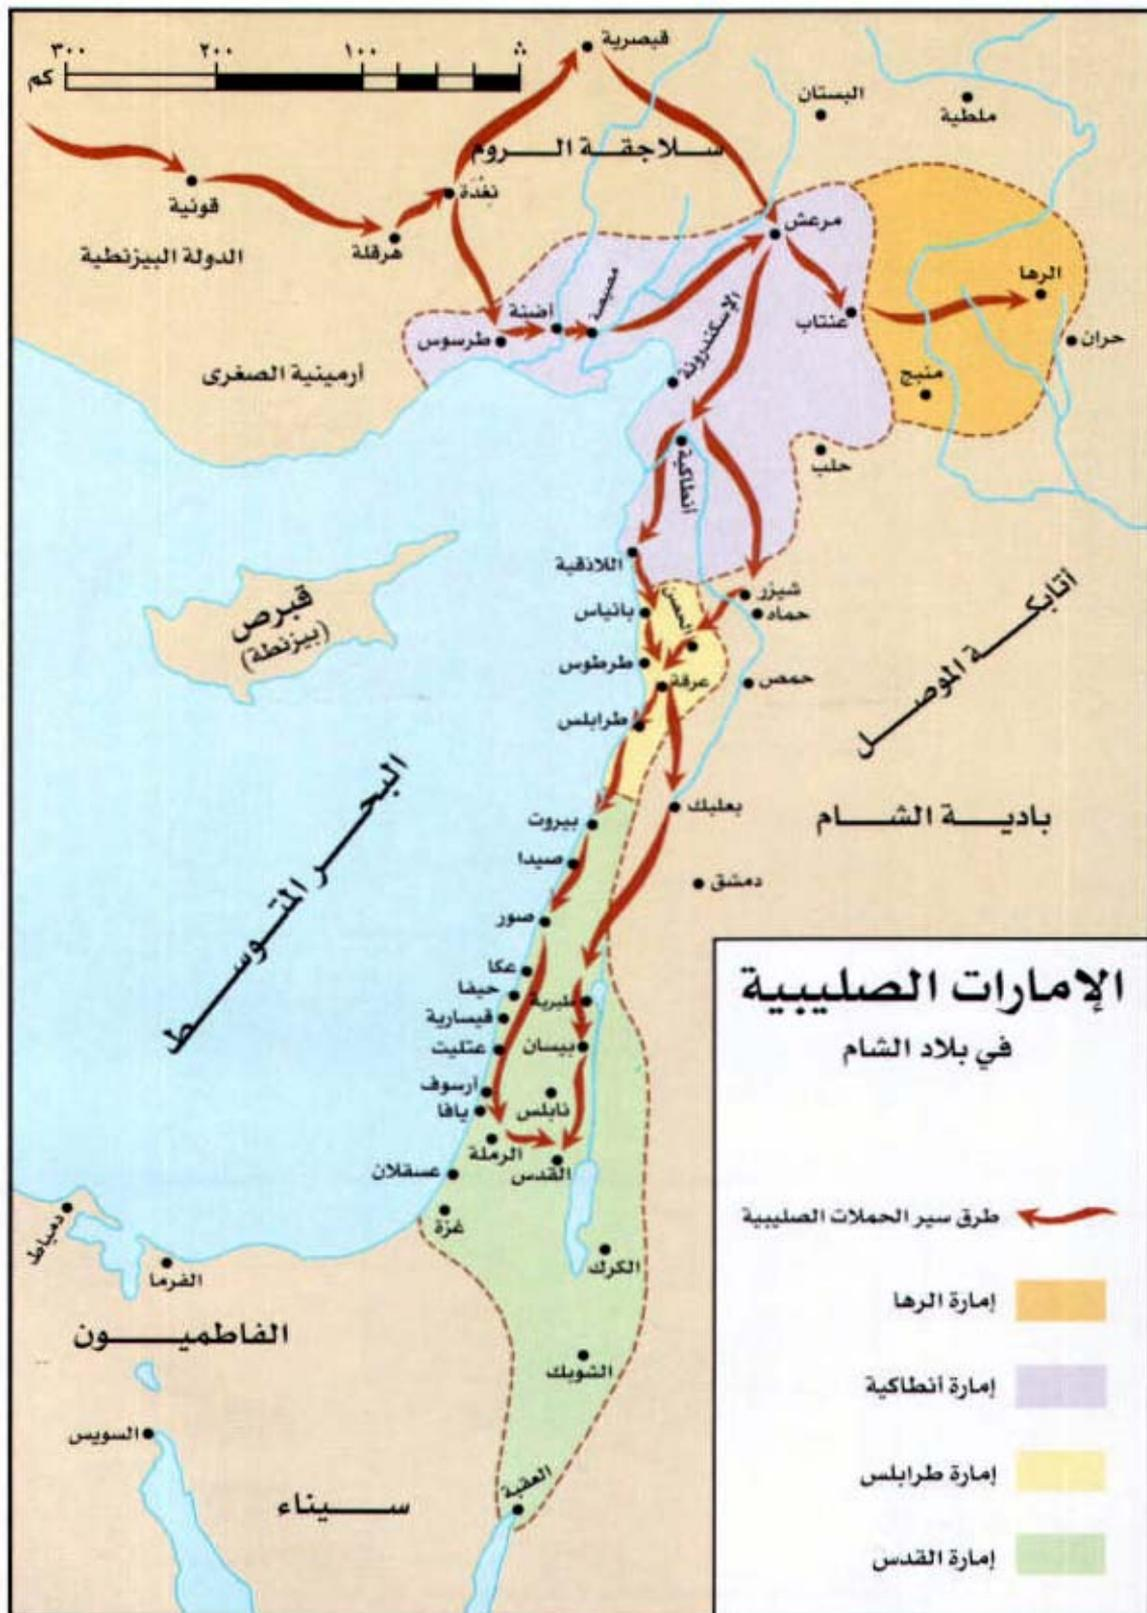 ٣٠٠ ٢٠٠ ١٠٠ ٠
كم
قيصرية
البستان
ملطية
سلاجقة الروم
قونية
نغدة
هرقلة
مرعش
الدولة البيزنطية
الرها
مصيصة
أضنة
طرسوس
عنتاب
حران
الإسكندرونة
أرمينية الصغرى
منبج
حلب
أنطاكية
اللاذقية
شيزر
حماه
بانياس
الحصن
أتابكة الموصل
قبرص
(بيزنطة)
طرطوس
عرقة
حمص
طرابلس
بعلبك
بادية الشام
بيروت
البحر المتوسط
صيدا
دمشق
صور
عكا
حيفا
طبرية
قيسارية
عتليت
بيسان
أرسوف
يافا
نابلس
الرملة
القدس
عسقلان
غزة
دمياط
الفرما
الكرك
الفاطميون
الشوبك
السويس
العقبة
سيناء
الإمارات الصليبية
في بلاد الشام
طرق سير الحملات الصليبية
إمارة الرها
إمارة أنطاكية
إمارة طرابلس
إمارة القدس